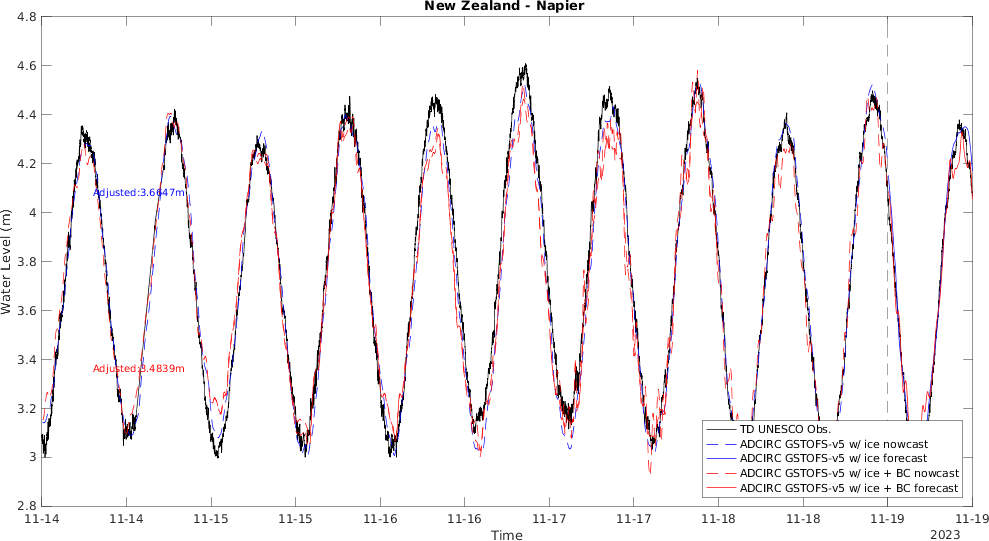 New Zealand - Napier
4.8
4.6
4.4
4.2
4
3.8
3.6
3.4
3.2
3
2.8
Water Level (m)
Adjusted:3.6647m
Adjusted:3.4839m
TD UNESCO Obs.
ADCIRC GSTOFS-v5 w/ ice nowcast
ADCIRC GSTOFS-v5 w/ ice forecast
ADCIRC GSTOFS-v5 w/ ice + BC nowcast
ADCIRC GSTOFS-v5 w/ ice + BC forecast
11-14 11-14 11-15 11-15 11-16 11-16 11-17 11-17 11-18 11-18 11-19 11-19
Time
2023